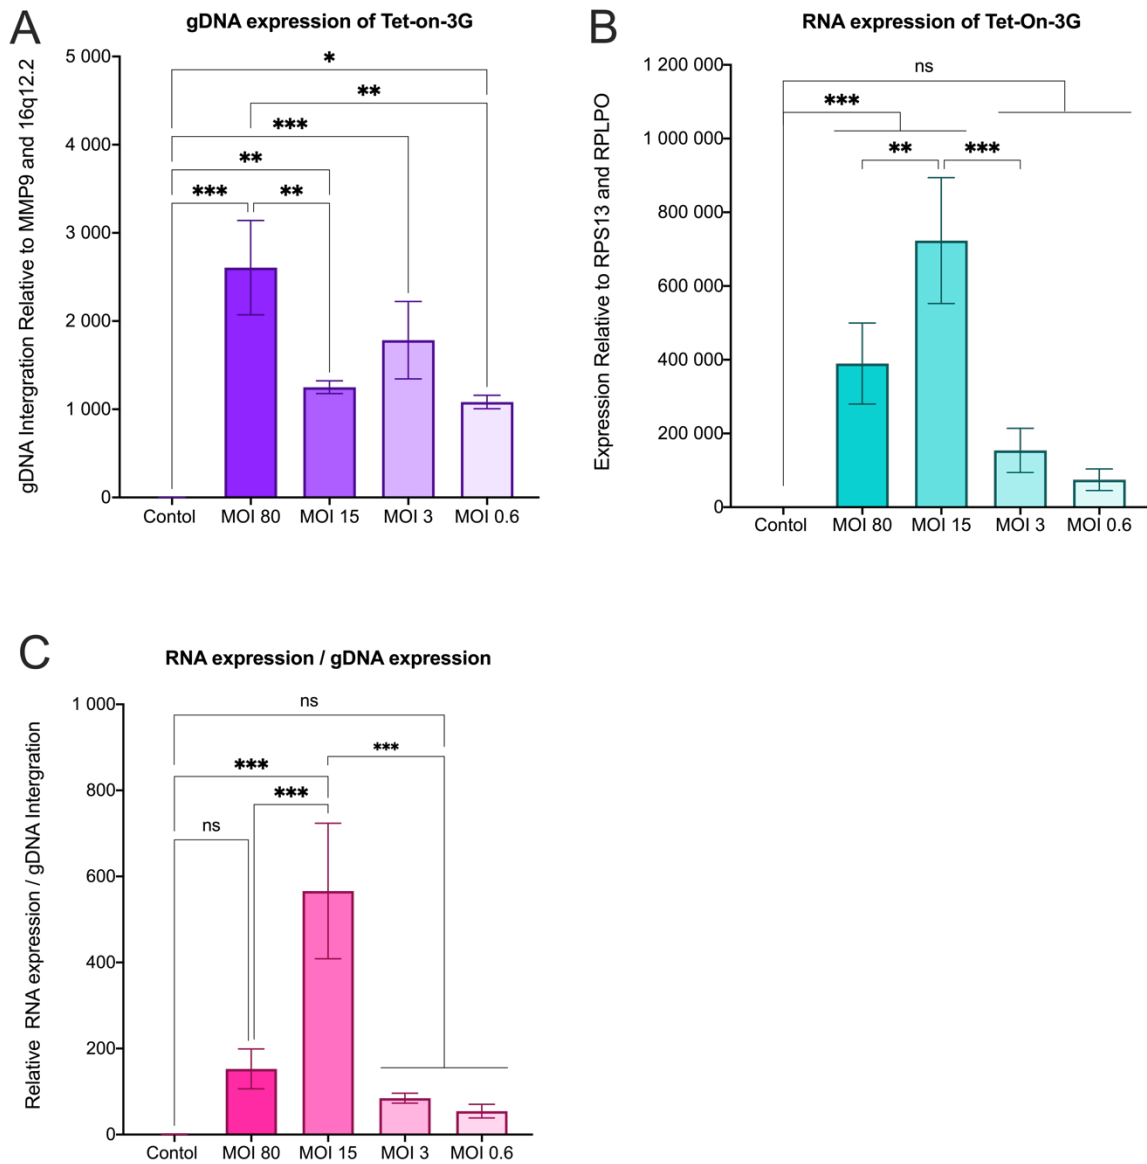 A
gDNA expression of Tet-on-3G
gDNA Intergration Relative to MMP9 and 16q12.2
5 000
4 000
3 000
2 000
1 000
0
*
**
***
**
***
**
Contol
MOI 80
MOI 15
MOI 3
MOI 0.6
B
RNA expression of Tet-On-3G
Expression Relative to RPS13 and RPLPO
1 200 000
1 000 000
800 000
600 000
400 000
200 000
0
ns
***
**
***
Contol
MOI 80
MOI 15
MOI 3
MOI 0.6
C
RNA expression / gDNA expression
Relative RNA expression / gDNA Intergration
1 000
800
600
400
200
0
ns
***
***
***
ns
Contol
MOI 80
MOI 15
MOI 3
MOI 0.6